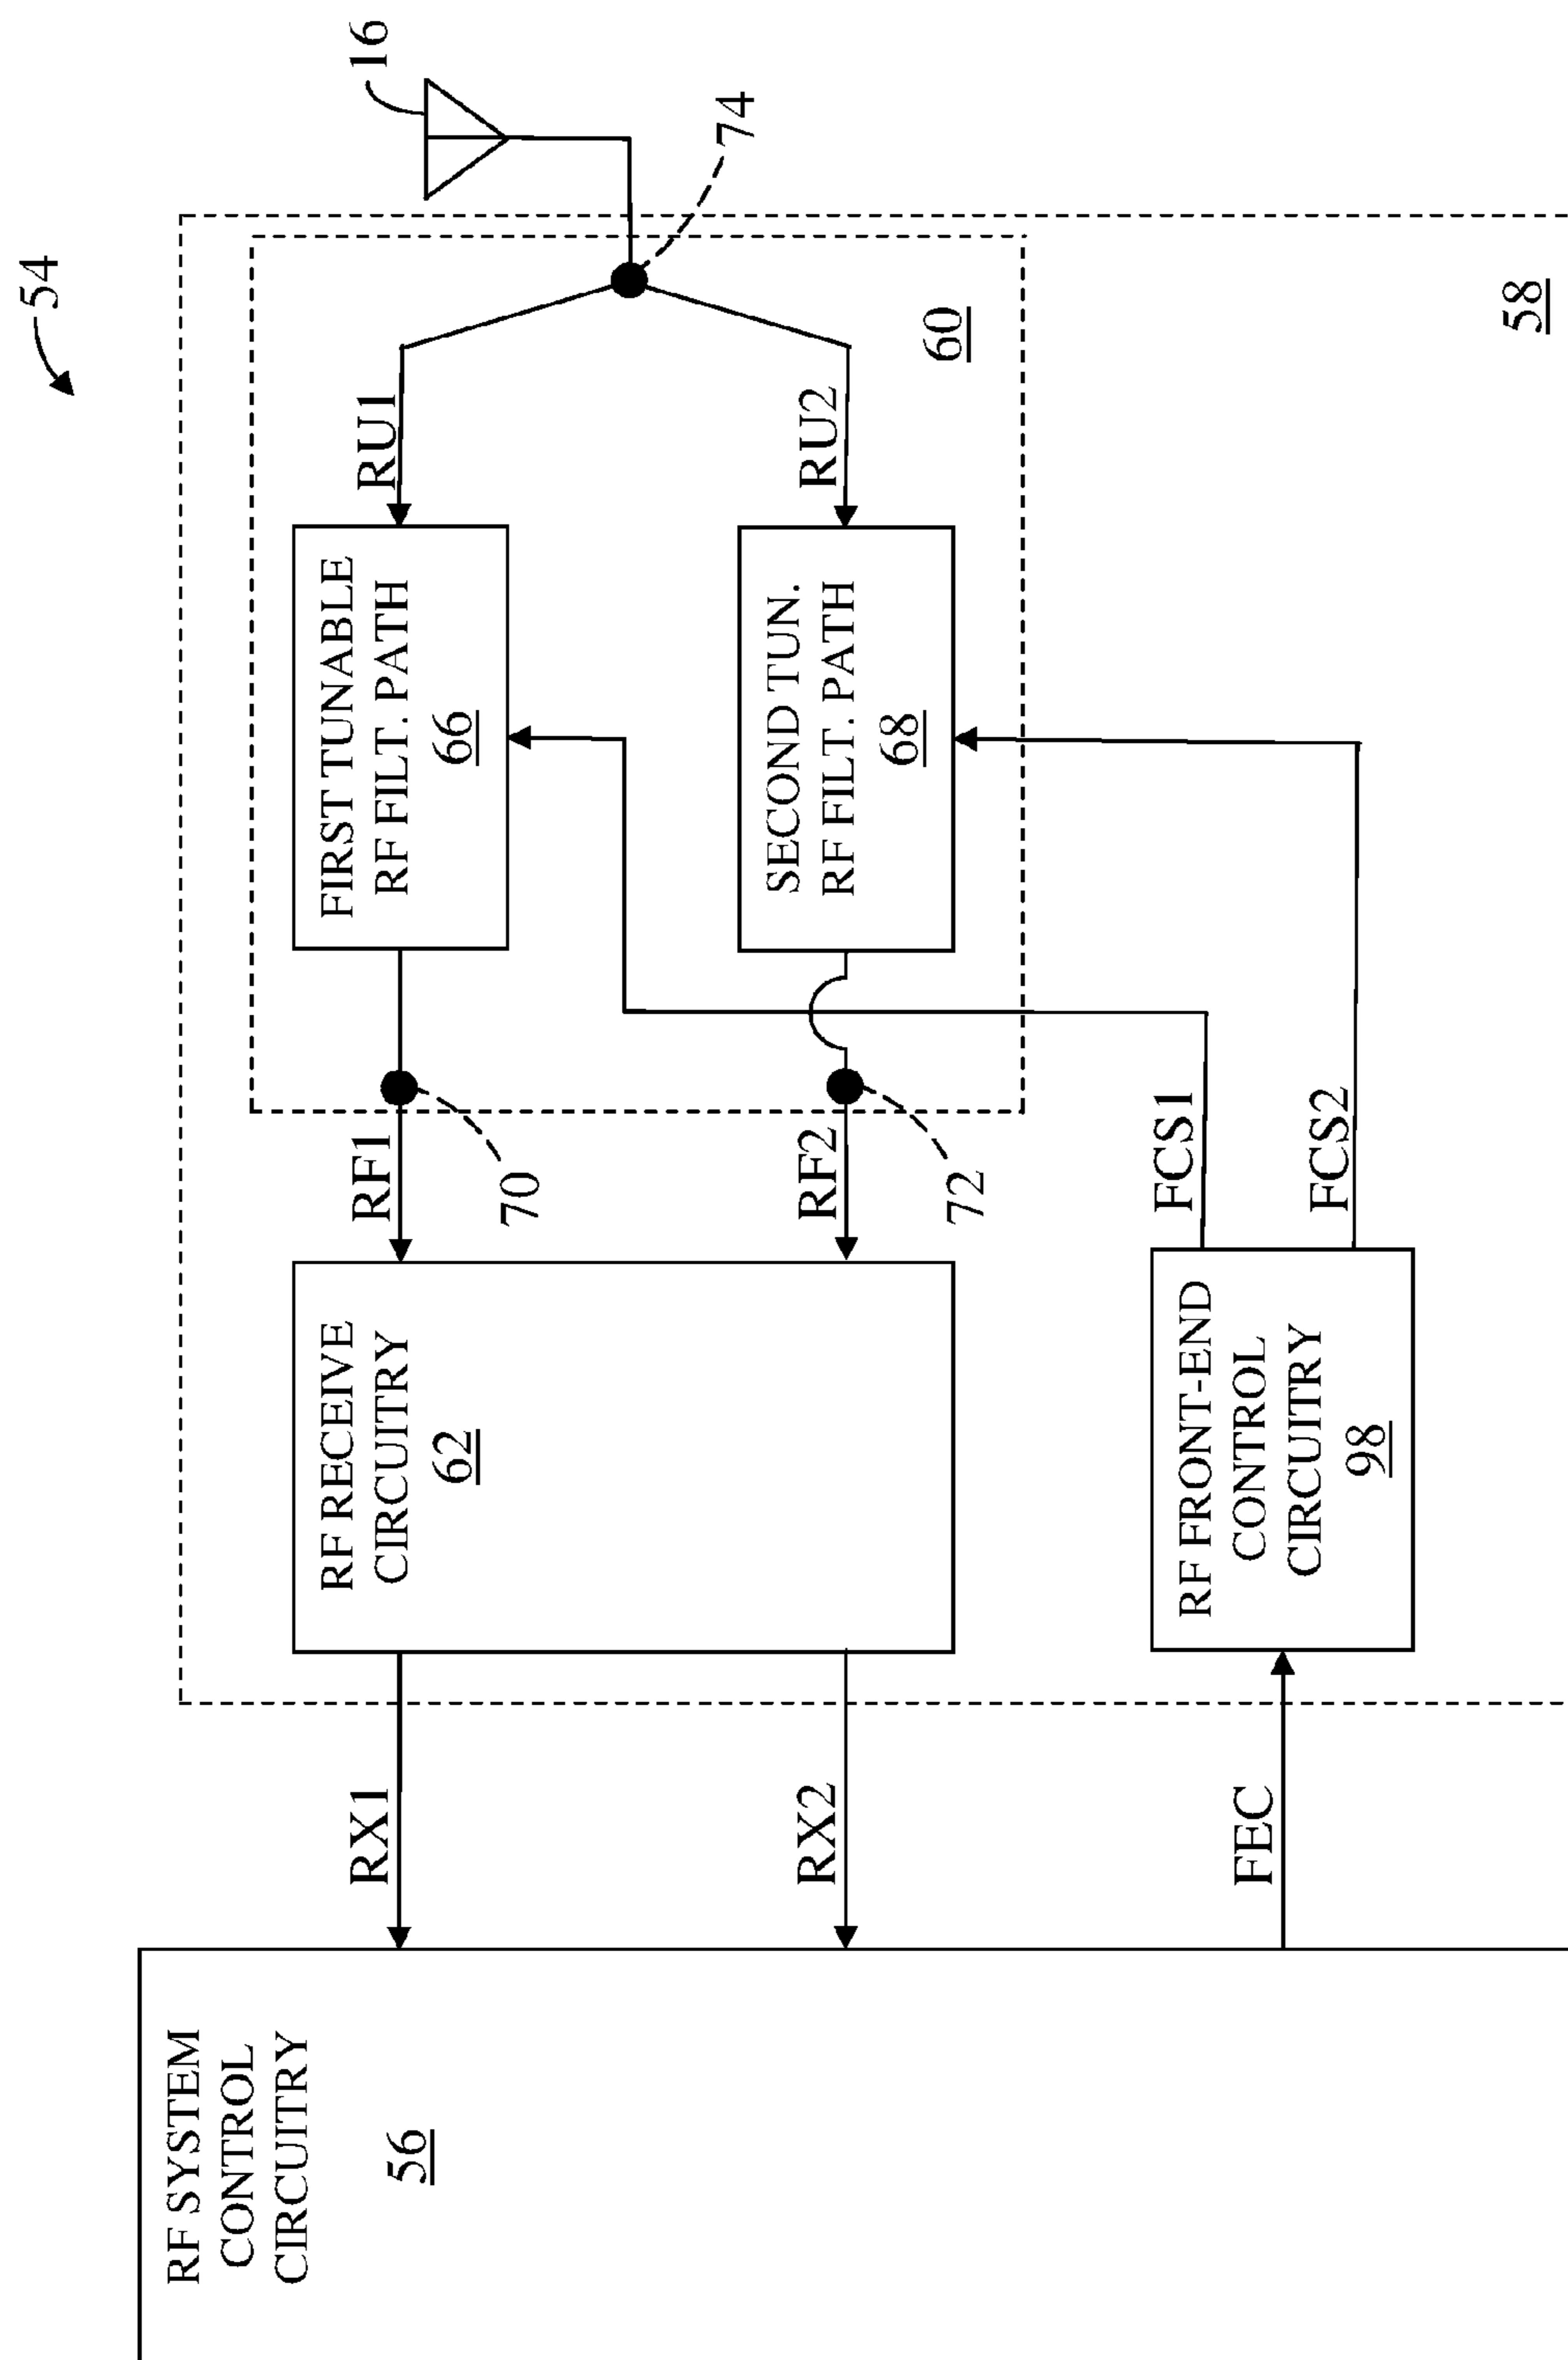 54
RF SYSTEM
CONTROL
CIRCUITRY
56
RX1
RX2
FEC
RF RECEIVE
CIRCUITRY
62
RF1
70
RF2
72
FIRST TUNABLE
RF FILT. PATH
66
SECOND TUN.
RF FILT. PATH
68
RU1
RU2
60
74
16
RF FRONT-END
CONTROL
CIRCUITRY
98
FCS1
FCS2
58